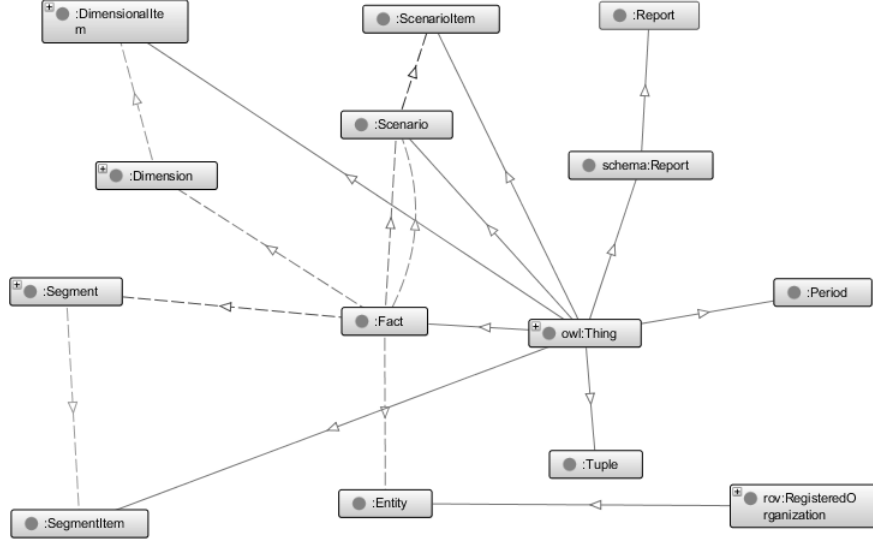 :DimensionalIte
m
:ScenarioItem
:Report
:Scenario
schema:Report
:Dimension
:Segment
:Period
:Fact
owl:Thing
:Tuple
:Entity
rov:RegisteredO
rganization
:SegmentItem